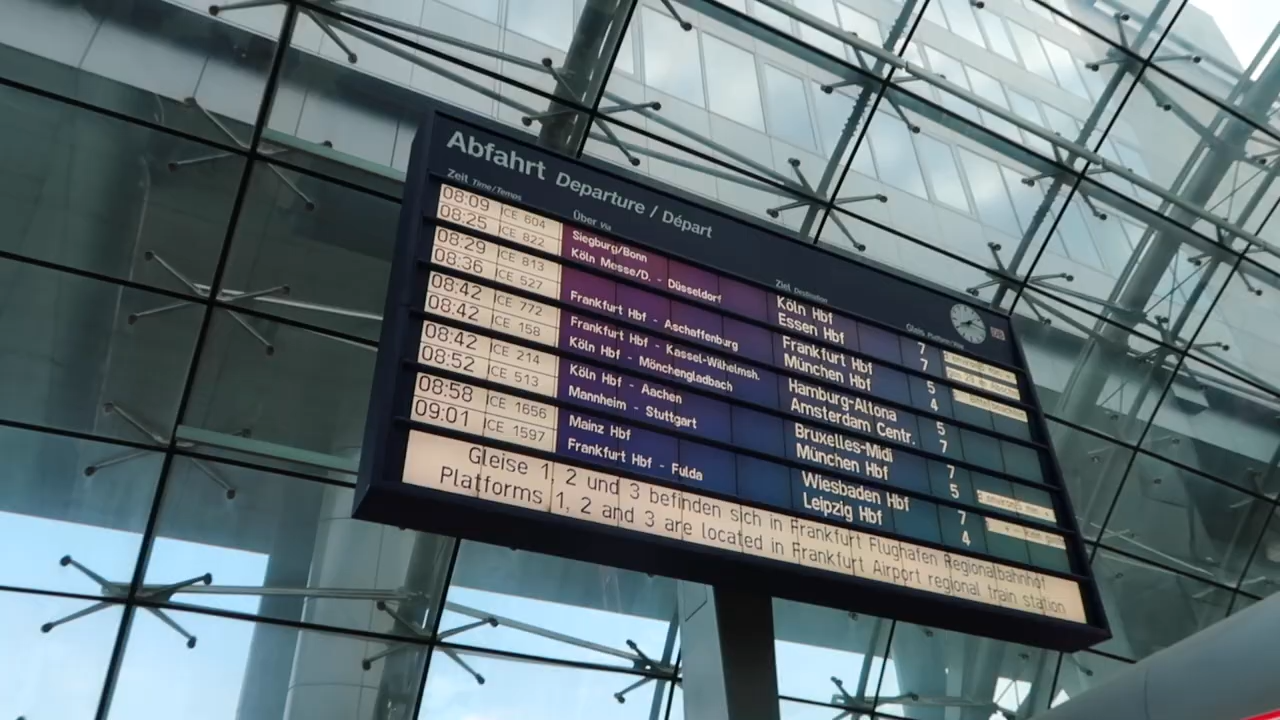 Abfahrt Departure / Départ
Zeit Time/Temps Über Via Ziel Destination Gleis
08:09 ICE 604 Siegburg/Bonn Köln Hbf 7
08:25 ICE 822 Köln Messe/D. - Düsseldorf Essen Hbf 7
08:29 ICE 813 Frankfurt Hbf 5
08:36 ICE 527 Frankfurt Hbf - Aschaffenburg München Hbf 4
08:42 ICE 772 Frankfurt Hbf - Kassel-Wilhelmsh. Hamburg-Altona 5
08:42 ICE 158 Köln Hbf - Mönchengladbach Amsterdam Centr. 7
08:42 ICE 214 Köln Hbf - Aachen Bruxelles-Midi 7
08:52 ICE 513 Mannheim - Stuttgart München Hbf 5
08:58 ICE 1656 Mainz Hbf Wiesbaden Hbf 7
09:01 ICE 1597 Frankfurt Hbf - Fulda Leipzig Hbf 4
Gleise 1, 2 und 3 befinden sich in Frankfurt Flughafen Regionalbahnhof
Platforms 1, 2 and 3 are located in Frankfurt Airport regional train station